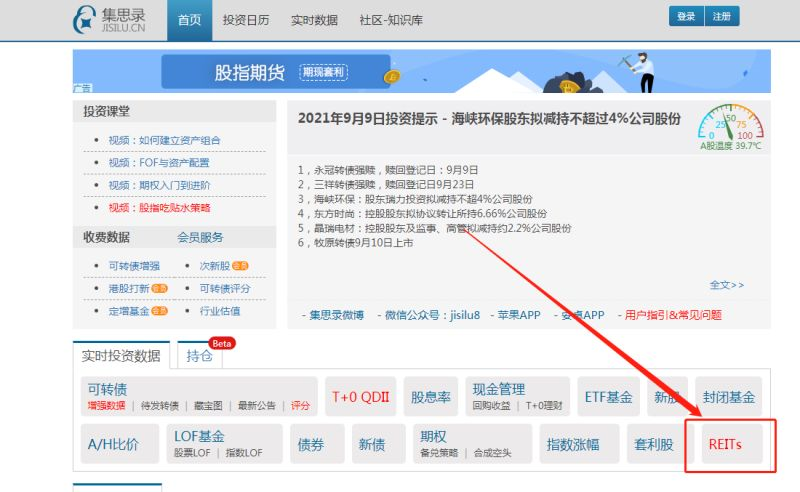 集思录
JISILU.CN
首页 投资日历 实时数据 社区-知识库
登录 注册
股指期货 期现套利
广告
投资课堂
视频：如何建立资产组合
视频：FOF与资产配置
视频：期权入门到进阶
视频：股指吃贴水策略
收费数据 会员服务
可转债增强 次新股 会员
港股打新 会员 可转债评分
定增基金 会员 行业估值
2021年9月9日投资提示 - 海峡环保股东拟减持不超过4%公司股份
0 25 50 75 100
A股温度 39.7℃
1，永冠转债强赎，赎回登记日：9月9日
2，三祥转债强赎，赎回登记日9月23日
3，海峡环保：股东瑞力投资拟减持不超4%公司股份
4，东方时尚：控股股东拟协议转让所持6.66%公司股份
5，晶瑞电材：控股股东及监事、高管拟减持约2.2%公司股份
6，牧原转债9月10日上市
全文>>
- 集思录微博 - 微信公众号：jisilu8 - 苹果APP - 安卓APP - 用户指引&常见问题
实时投资数据 持仓 Beta
可转债
增强数据 | 待发转债 | 藏宝图 | 最新公告 | 评分
T+0 QDII
股息率
现金管理
回购收益 | T+0理财
ETF基金
新股
封闭基金
A/H比价
LOF基金
股票LOF | 指数LOF
债券
新债
期权
备兑策略 | 合成空头
指数涨幅
套利股
REITs